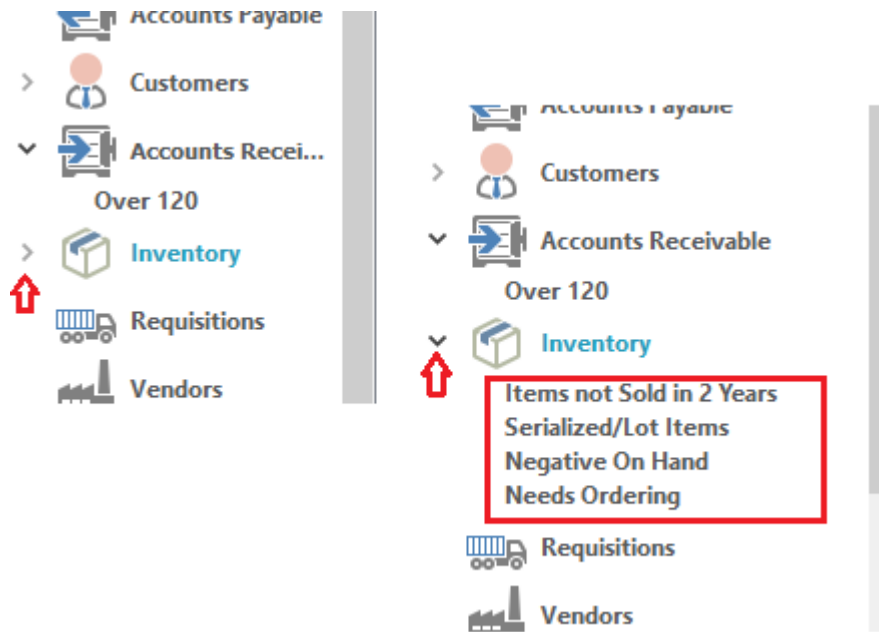 Accounts Payable
Customers
Accounts Recei...
Over 120
Inventory
Requisitions
Vendors
Accounts Payable
Customers
Accounts Receivable
Over 120
Inventory
Items not Sold in 2 Years
Serialized/Lot Items
Negative On Hand
Needs Ordering
Requisitions
Vendors